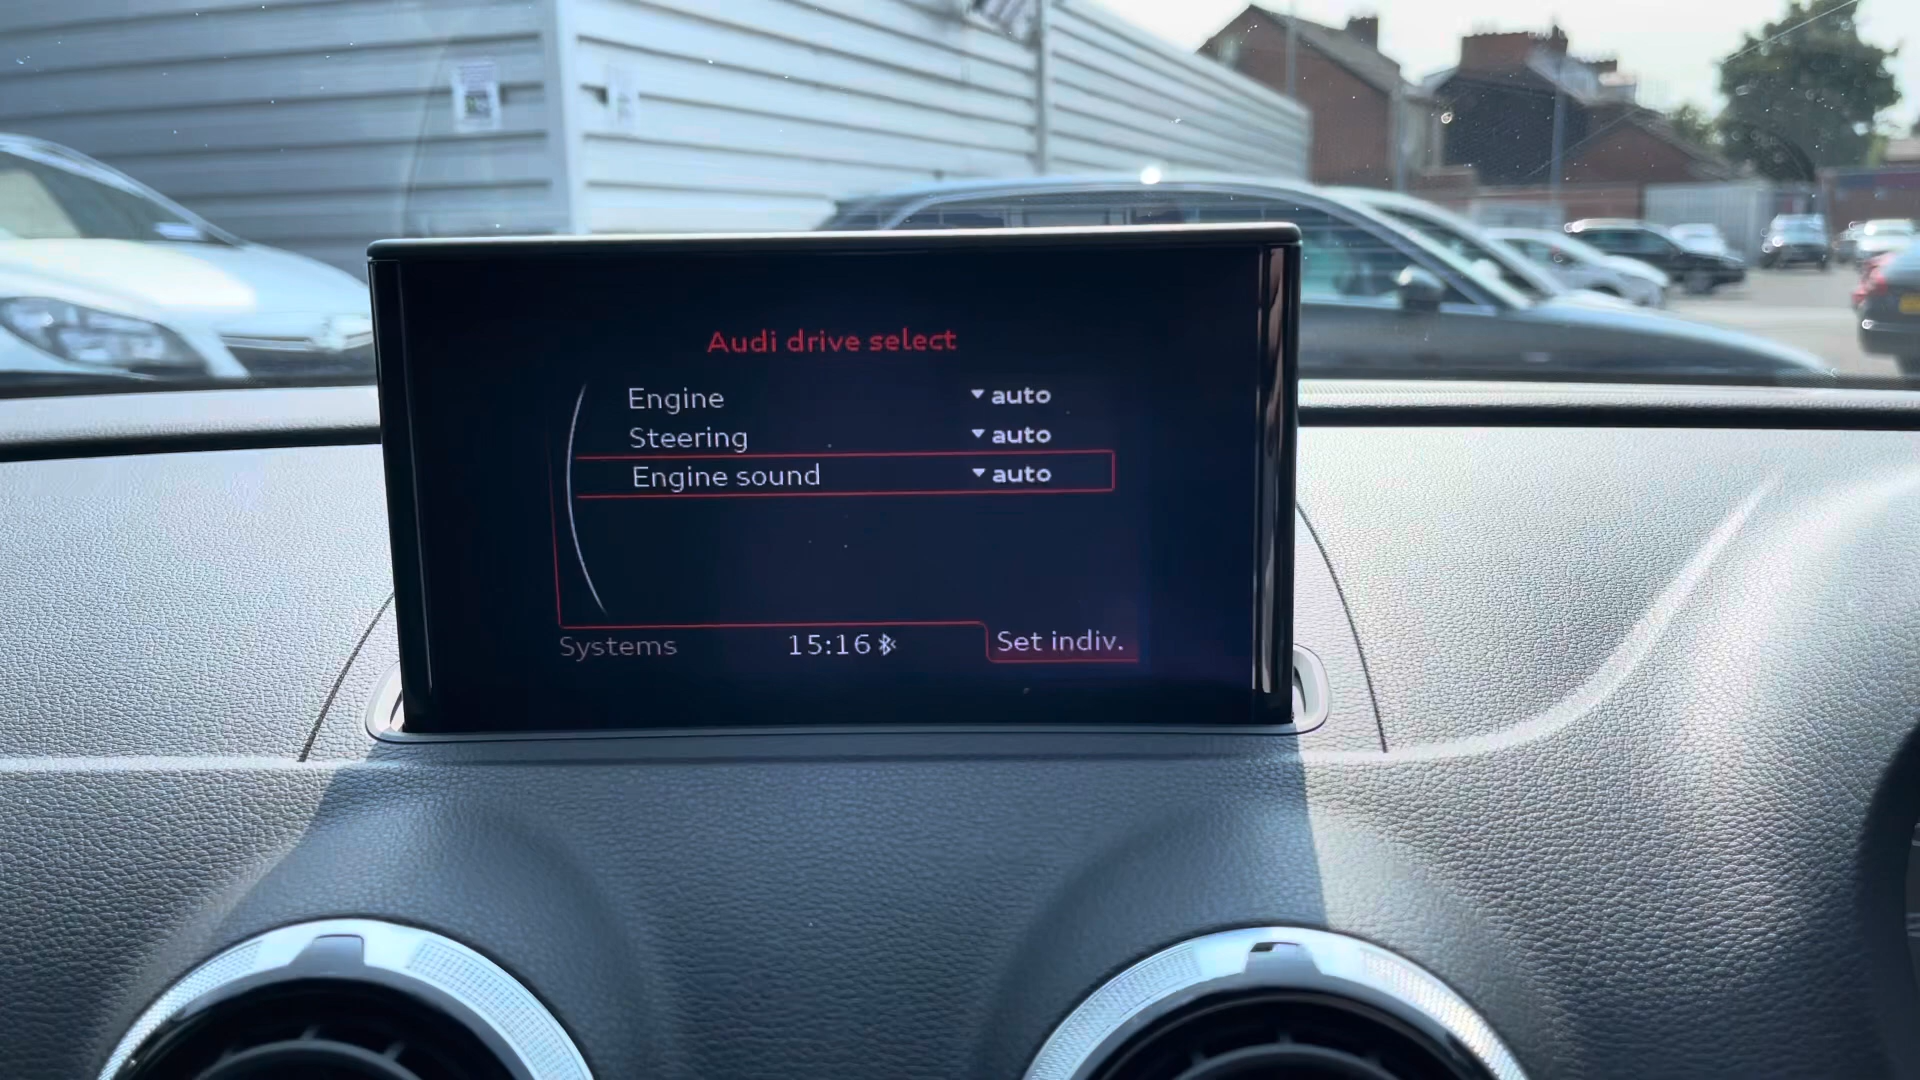 Audi drive select
Engine ▾ auto
Steering ▾ auto
Engine sound ▾ auto
Systems 15:16 Set indiv.